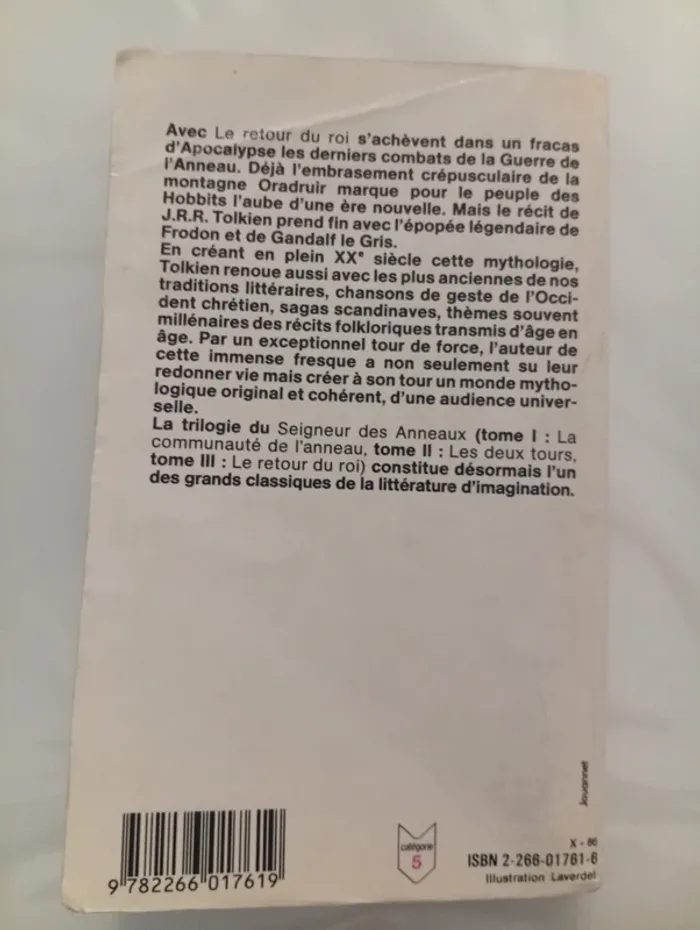 Avec Le retour du roi s'achèvent dans un fracas
d'Apocalypse les derniers combats de la Guerre de
l'Anneau. Déjà l'embrasement crépusculaire de la
montagne Oradruir marque pour le peuple des
Hobbits l'aube d'une ère nouvelle. Mais le récit de
J.R.R. Tolkien prend fin avec l'épopée légendaire de
Frodon et de Gandalf le Gris.
En créant en plein XXᵉ siècle cette mythologie,
Tolkien renoue aussi avec les plus anciennes de nos
traditions littéraires, chansons de geste de l'Occi-
dent chrétien, sagas scandinaves, thèmes souvent
millénaires des récits folkloriques transmis d'âge en
âge. Par un exceptionnel tour de force, l'auteur de
cette immense fresque a non seulement su leur
redonner vie mais créer à son tour un monde mytho-
logique original et cohérent, d'une audience univer-
selle.
La trilogie du Seigneur des Anneaux (tome I : La
communauté de l'anneau, tome II : Les deux tours,
tome III : Le retour du roi) constitue désormais l'un
des grands classiques de la littérature d'imagination.
Jouannet
X - 86
catégorie
5
ISBN 2-266-01761-6
Illustration Laverdet
9 782266 017619